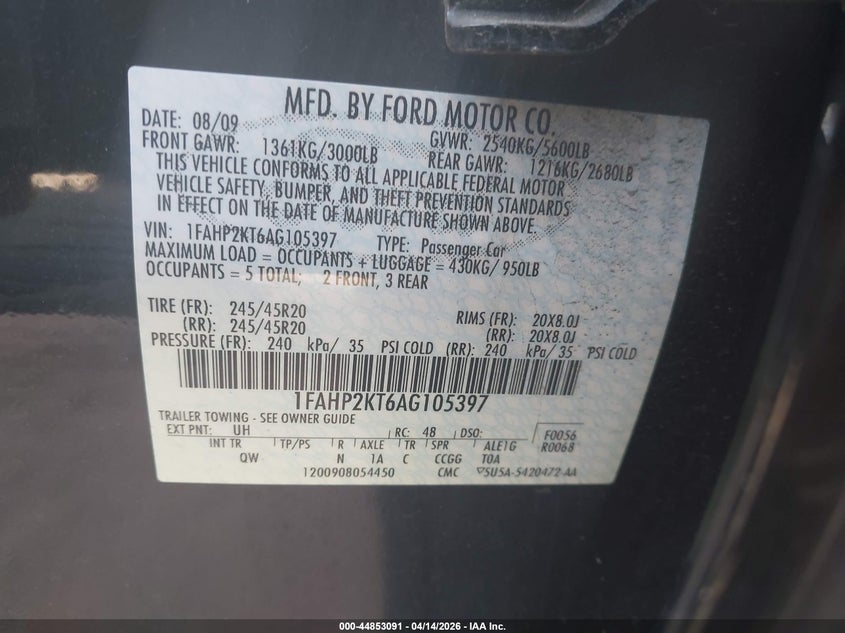 MFD. BY FORD MOTOR CO.
DATE: 08/09 GVWR: 2540KG/5600LB
FRONT GAWR: 1361KG/3000LB REAR GAWR: 1216KG/2680LB
THIS VEHICLE CONFORMS TO ALL APPLICABLE FEDERAL MOTOR
VEHICLE SAFETY, BUMPER, AND THEFT PREVENTION STANDARDS
IN EFFECT ON THE DATE OF MANUFACTURE SHOWN ABOVE.
VIN: 1FAHP2KT6AG105397 TYPE: Passenger Car
MAXIMUM LOAD = OCCUPANTS + LUGGAGE = 430KG/ 950LB
OCCUPANTS = 5 TOTAL; 2 FRONT, 3 REAR
TIRE (FR): 245/45R20 RIMS (FR): 20X8.0J
(RR): 245/45R20 (RR): 20X8.0J
PRESSURE (FR): 240 kPa/ 35 PSI COLD (RR): 240 kPa/ 35 PSI COLD
1FAHP2KT6AG105397
TRAILER TOWING - SEE OWNER GUIDE
EXT PNT: UH RC: 48 DSO: F0056
INT TR TP/PS R AXLE TR SPR ALE1G R0068
QW N 1A C CCGG T0A
1200908054450 CMC 5U5A-5420472-AA
000-44853091 - 04/14/2026 - IAA Inc.